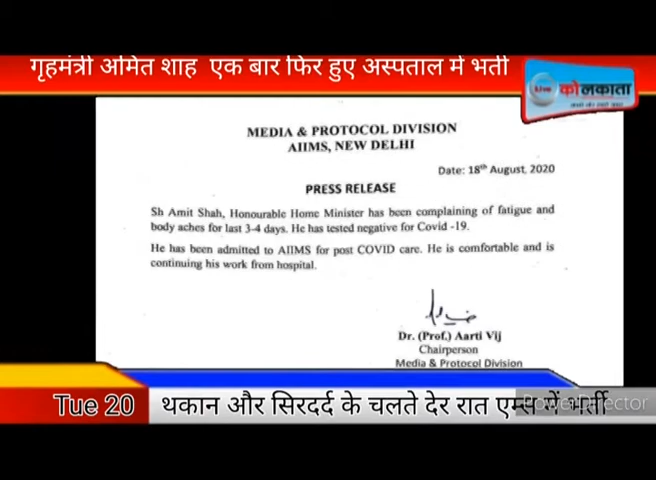 गृहमंत्री अमित शाह एक बार फिर हुए अस्पताल में भर्ती
Live कोलकाता
MEDIA & PROTOCOL DIVISION
AIIMS, NEW DELHI
Date: 18th August, 2020
PRESS RELEASE
Sh Amit Shah, Honourable Home Minister has been complaining of fatigue and
body aches for last 3-4 days. He has tested negative for Covid -19.
He has been admitted to AIIMS for post COVID care. He is comfortable and is
continuing his work from hospital.
Dr. (Prof.) Aarti Vij
Chairperson
Media & Protocol Division
Tue 20
थकान और सिरदर्द के चलते देर रात एम्स में भर्ती
PowerDirector